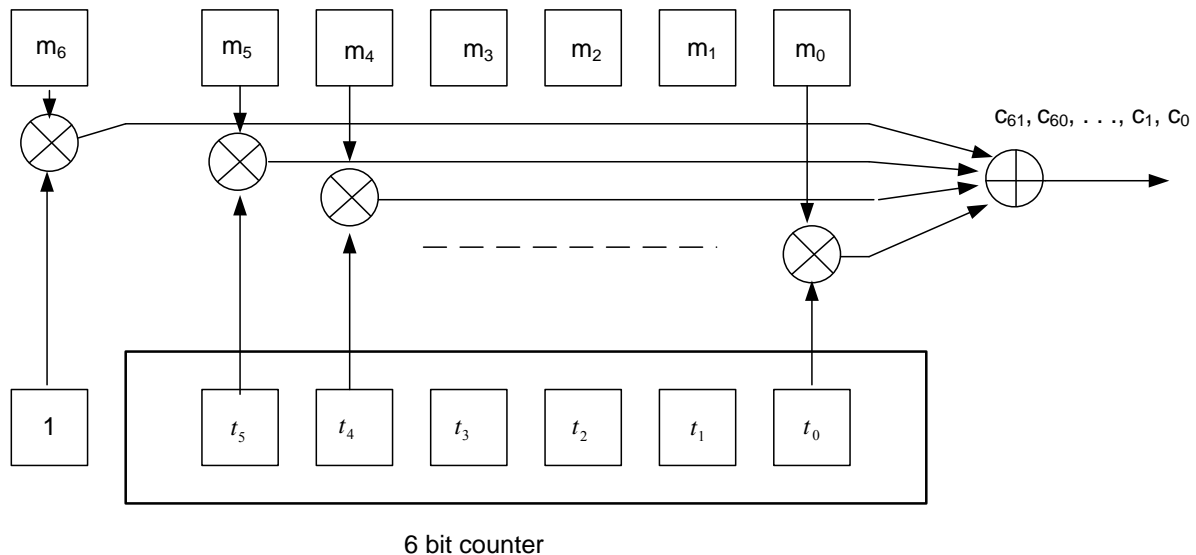 m₆ m₅ m₄ m₃ m₂ m₁ m₀
c₆₁, c₆₀, . . ., c₁, c₀
1 t₅ t₄ t₃ t₂ t₁ t₀
6 bit counter